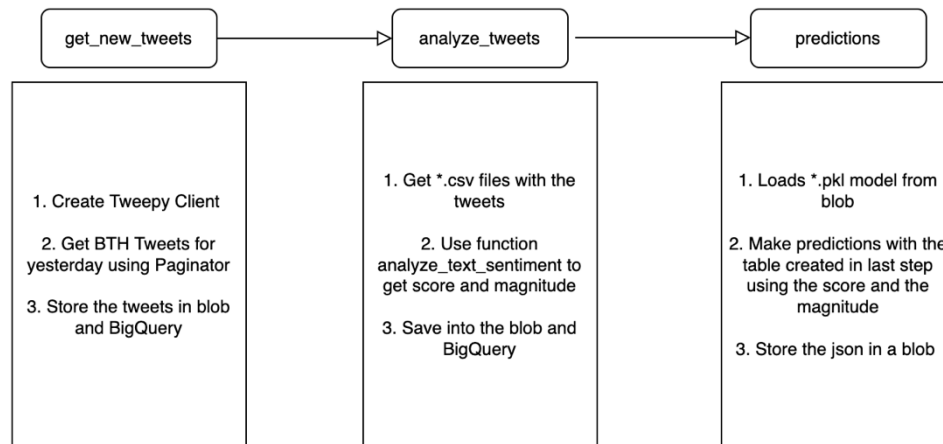 get_new_tweets
analyze_tweets
predictions
1. Create Tweepy Client
2. Get BTH Tweets for
yesterday using Paginator
3. Store the tweets in blob
and BigQuery
1. Get *.csv files with the
tweets
2. Use function
analyze_text_sentiment to
get score and magnitude
3. Save into the blob and
BigQuery
1. Loads *.pkl model from
blob
2. Make predictions with the
table created in last step
using the score and the
magnitude
3. Store the json in a blob